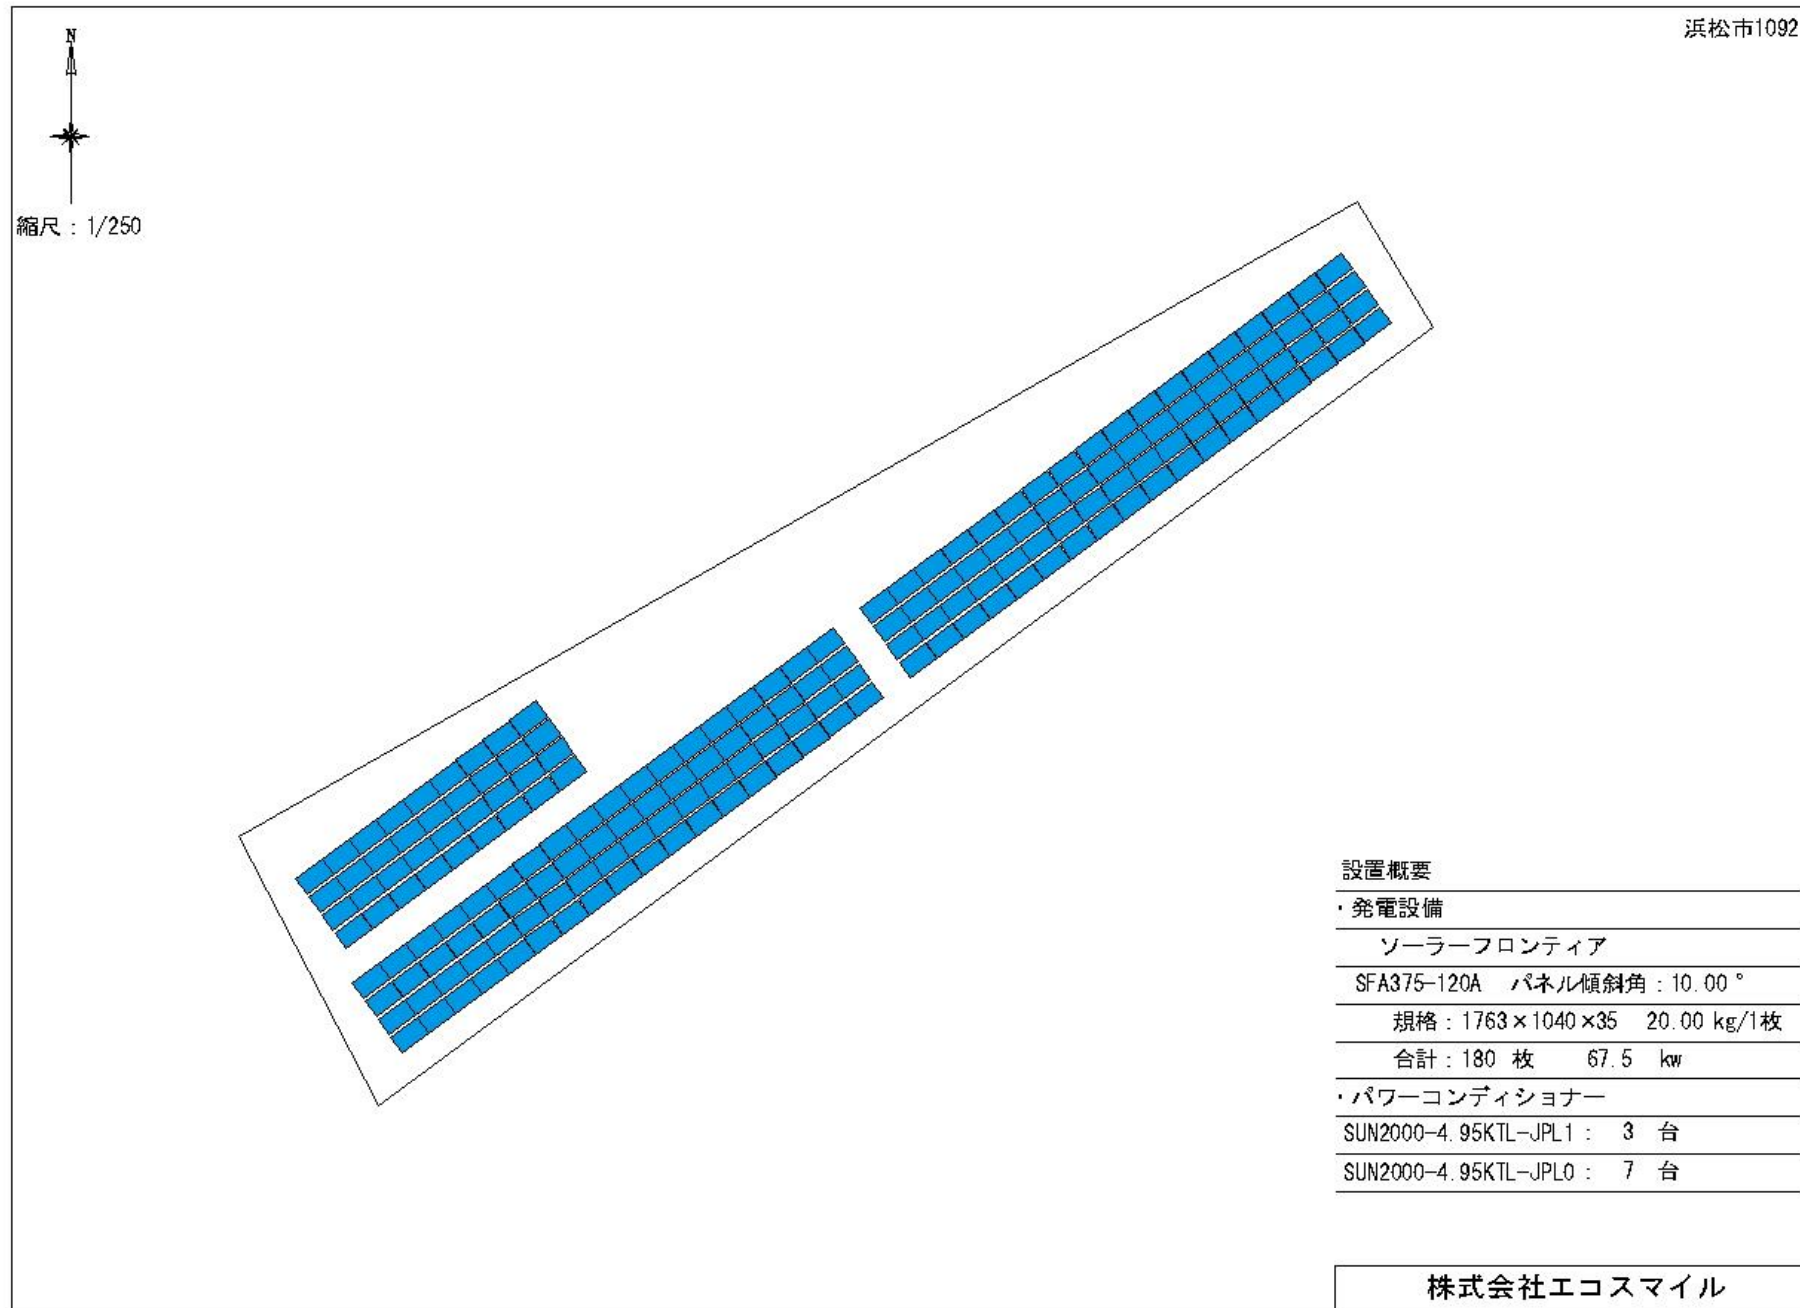 浜松市1092
N
縮尺：1/250
設置概要
・発電設備
ソーラーフロンティア
SFA375-120A パネル傾斜角：10.00°
規格：1763×1040×35 20.00 kg/1枚
合計：180 枚 67.5 kw
・パワーコンディショナー
SUN2000-4.95KTL-JPL1： 3 台
SUN2000-4.95KTL-JPL0： 7 台
株式会社エコスマイル